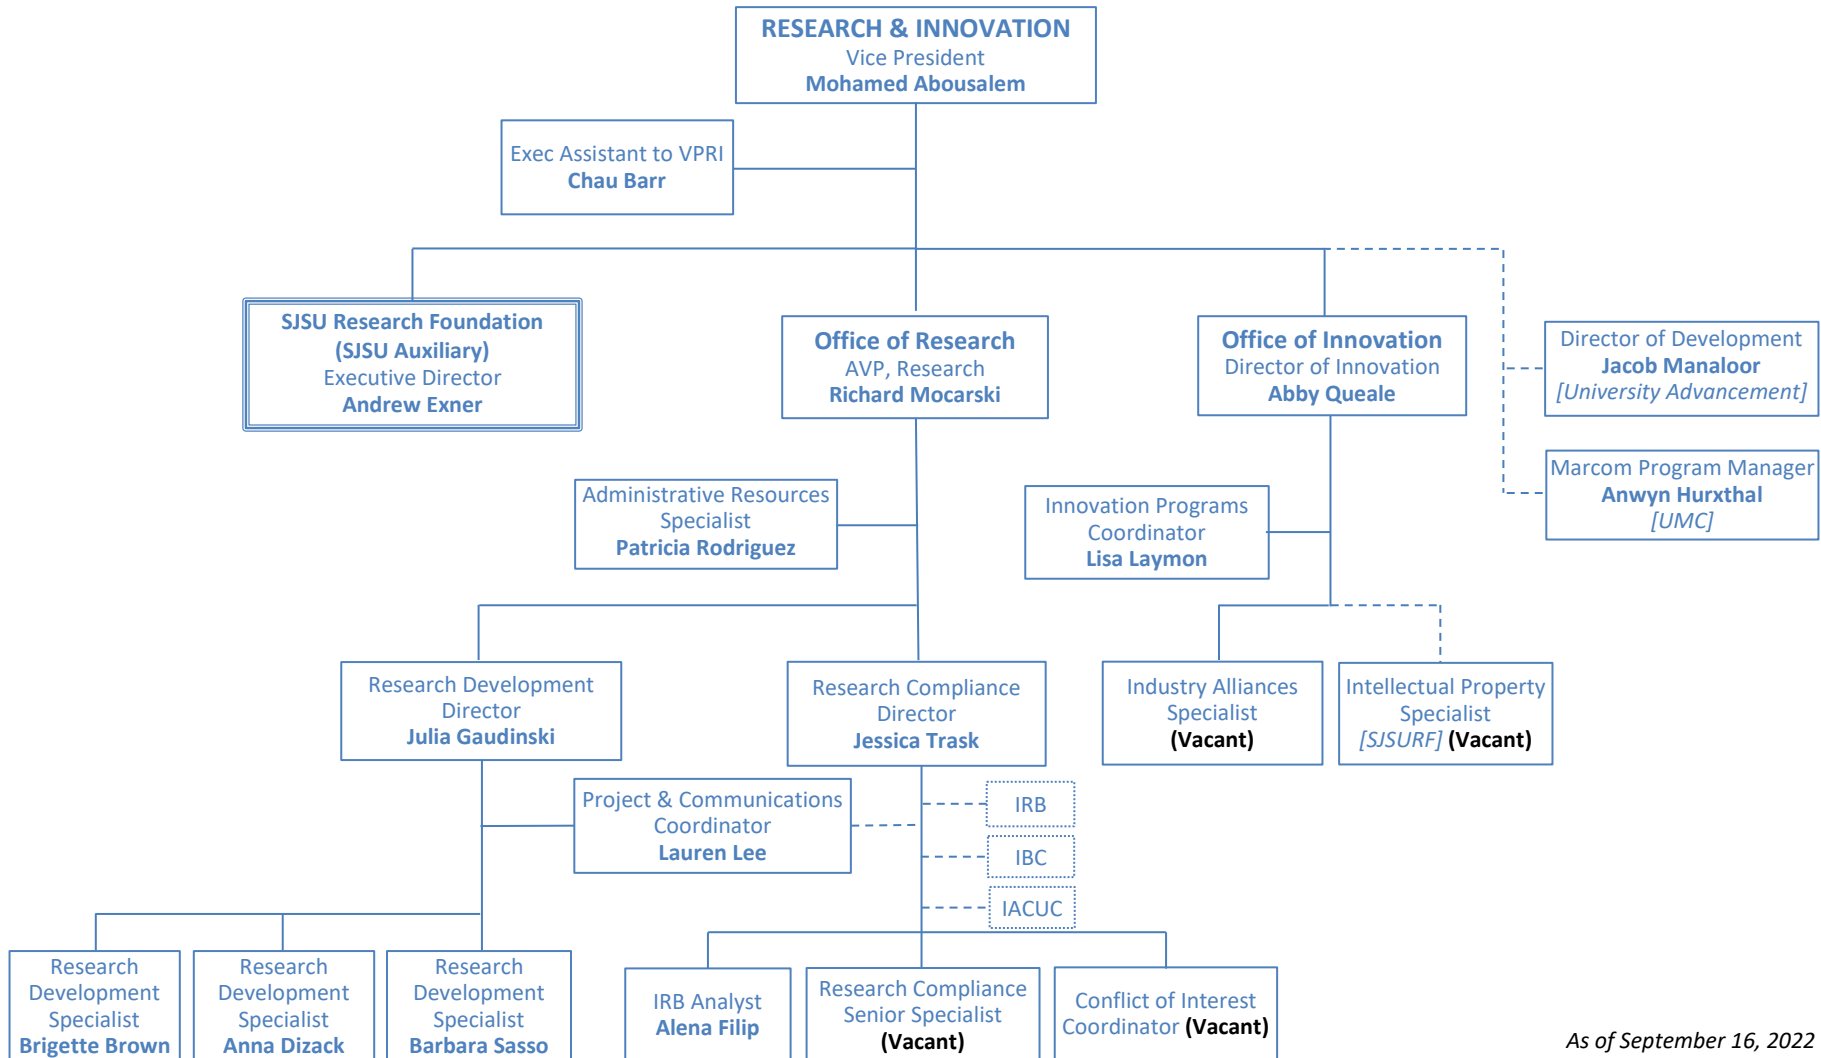 RESEARCH & INNOVATION
Vice President
Mohamed Abousalem
Exec Assistant to VPRI
Chau Barr
SJSU Research Foundation
(SJSU Auxiliary)
Executive Director
Andrew Exner
Office of Research
AVP, Research
Richard Mocarski
Office of Innovation
Director of Innovation
Abby Queale
Director of Development
Jacob Manaloor
[University Advancement]
Marcom Program Manager
Anwyn Hurxthal
[UMC]
Administrative Resources
Specialist
Patricia Rodriguez
Innovation Programs
Coordinator
Lisa Laymon
Research Development
Director
Julia Gaudinski
Research Compliance
Director
Jessica Trask
Industry Alliances
Specialist
(Vacant)
Intellectual Property
Specialist
[SJSURF] (Vacant)
Project & Communications
Coordinator
Lauren Lee
IRB
IBC
IACUC
Research
Development
Specialist
Brigette Brown
Research
Development
Specialist
Anna Dizack
Research
Development
Specialist
Barbara Sasso
IRB Analyst
Alena Filip
Research Compliance
Senior Specialist
(Vacant)
Conflict of Interest
Coordinator (Vacant)
As of September 16, 2022